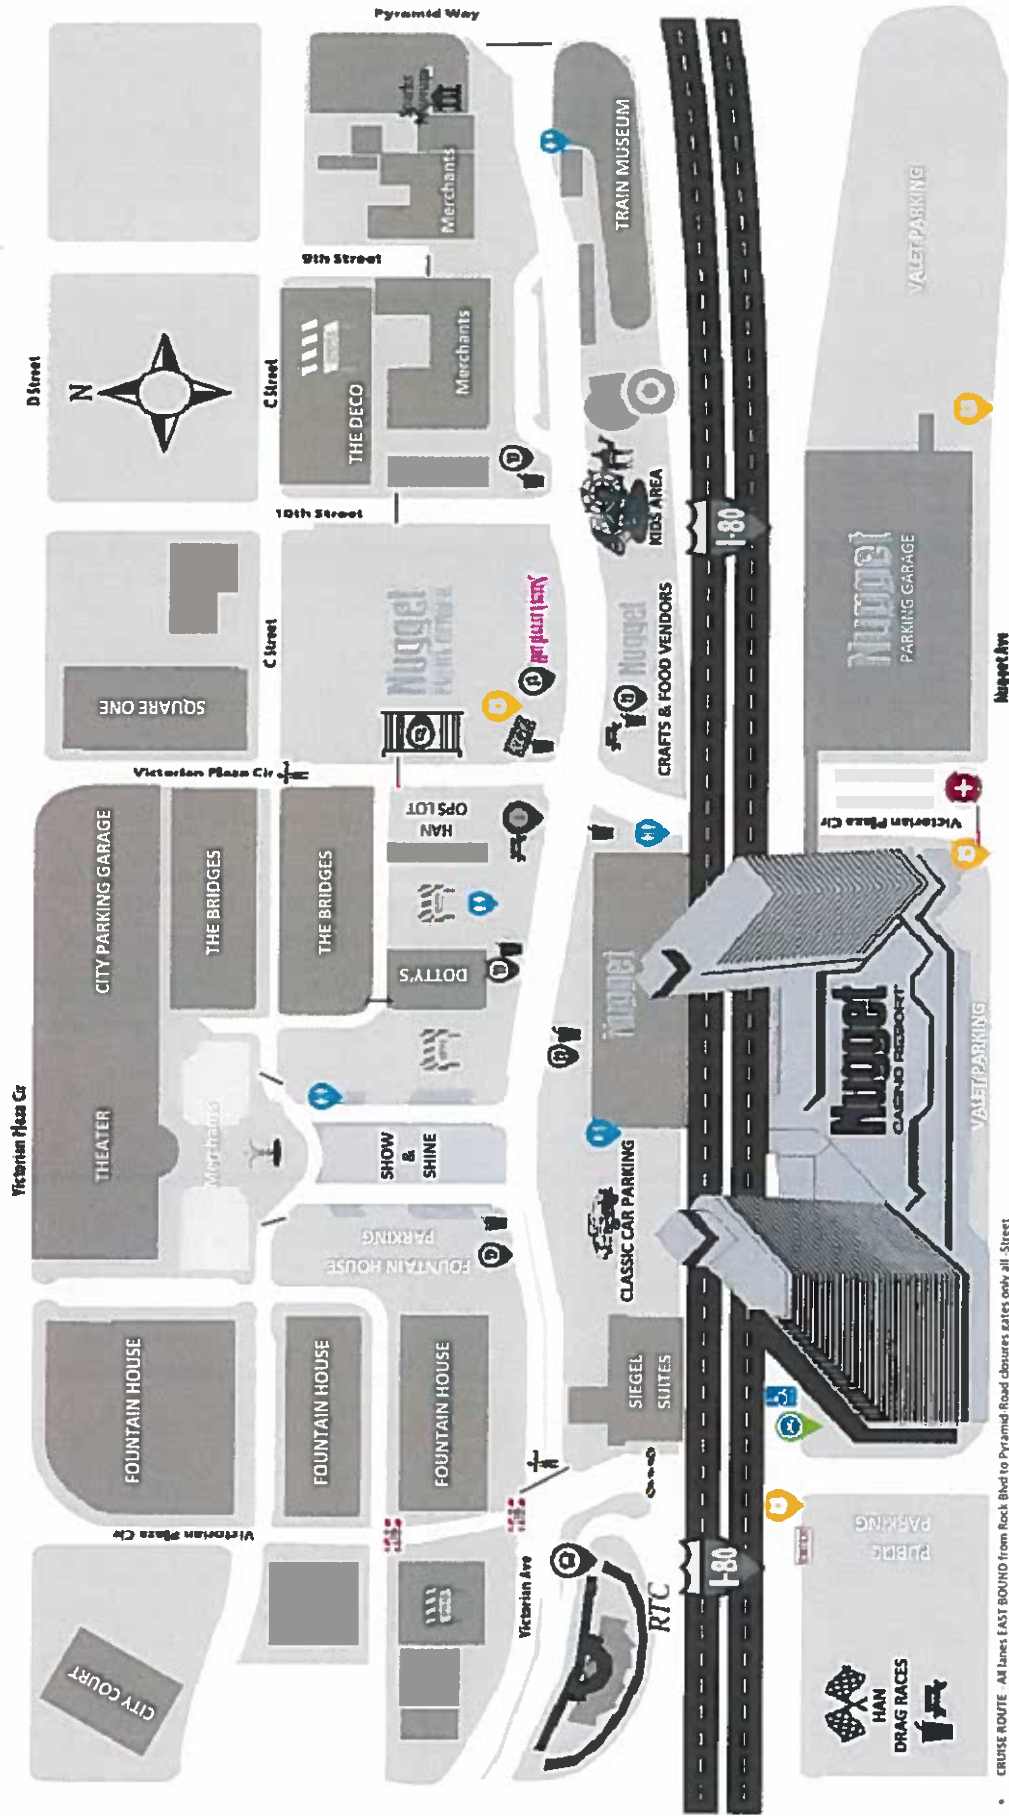 Pyramid Way
Sparks
Museum
Merchants
TRAIN MUSEUM
VALET PARKING
9th Street
D Street
N
C Street
THE DECO
Merchants
10th Street
KIDS AREA
I-80
Nugget
PARKING GARAGE
Nugget Ave
SQUARE ONE
C Street
Nugget
Nugget
CRAFTS & FOOD VENDORS
Victorian Plaza Cir
CITY PARKING GARAGE
THE BRIDGES
THE BRIDGES
HAN
OPS LOT
Victorian Plaza Cir
DOTTY'S
Nugget
Nugget
CASINO RESORT
VALET PARKING
Victorian Plaza Cir
THEATER
Merchants
SHOW
&
SHINE
CLASSIC CAR PARKING
FOUNTAIN HOUSE
PARKING
FOUNTAIN HOUSE
FOUNTAIN HOUSE
FOUNTAIN HOUSE
SIEGEL
SUITES
Victorian Plaza Cir
Victorian Ave
RTC
I-80
PUBLIC
PARKING
CITY COURT
HAN
DRAG RACES
• CRUISE ROUTE - All lanes EAST BOUND from Rock Blvd to Pyramid-Road closures gates only all -Street